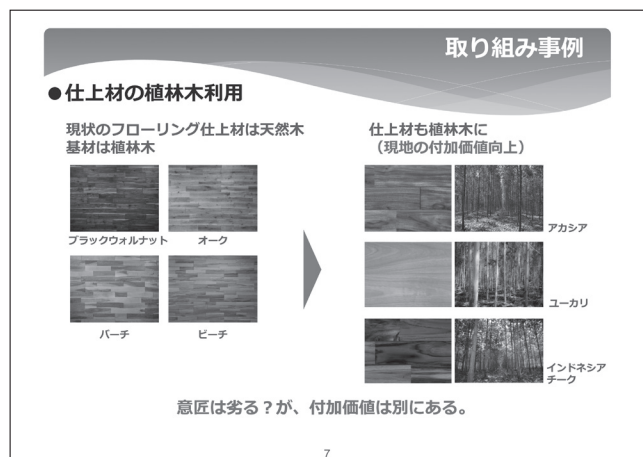 取り組み事例
●仕上材の植林木利用
現状のフローリング仕上材は天然木
基材は植林木
ブラックウォルナット
オーク
バーチ
ビーチ
仕上材も植林木に
（現地の付加価値向上）
アカシア
ユーカリ
インドネシア
チーク
意匠は劣る？が、付加価値は別にある。
7